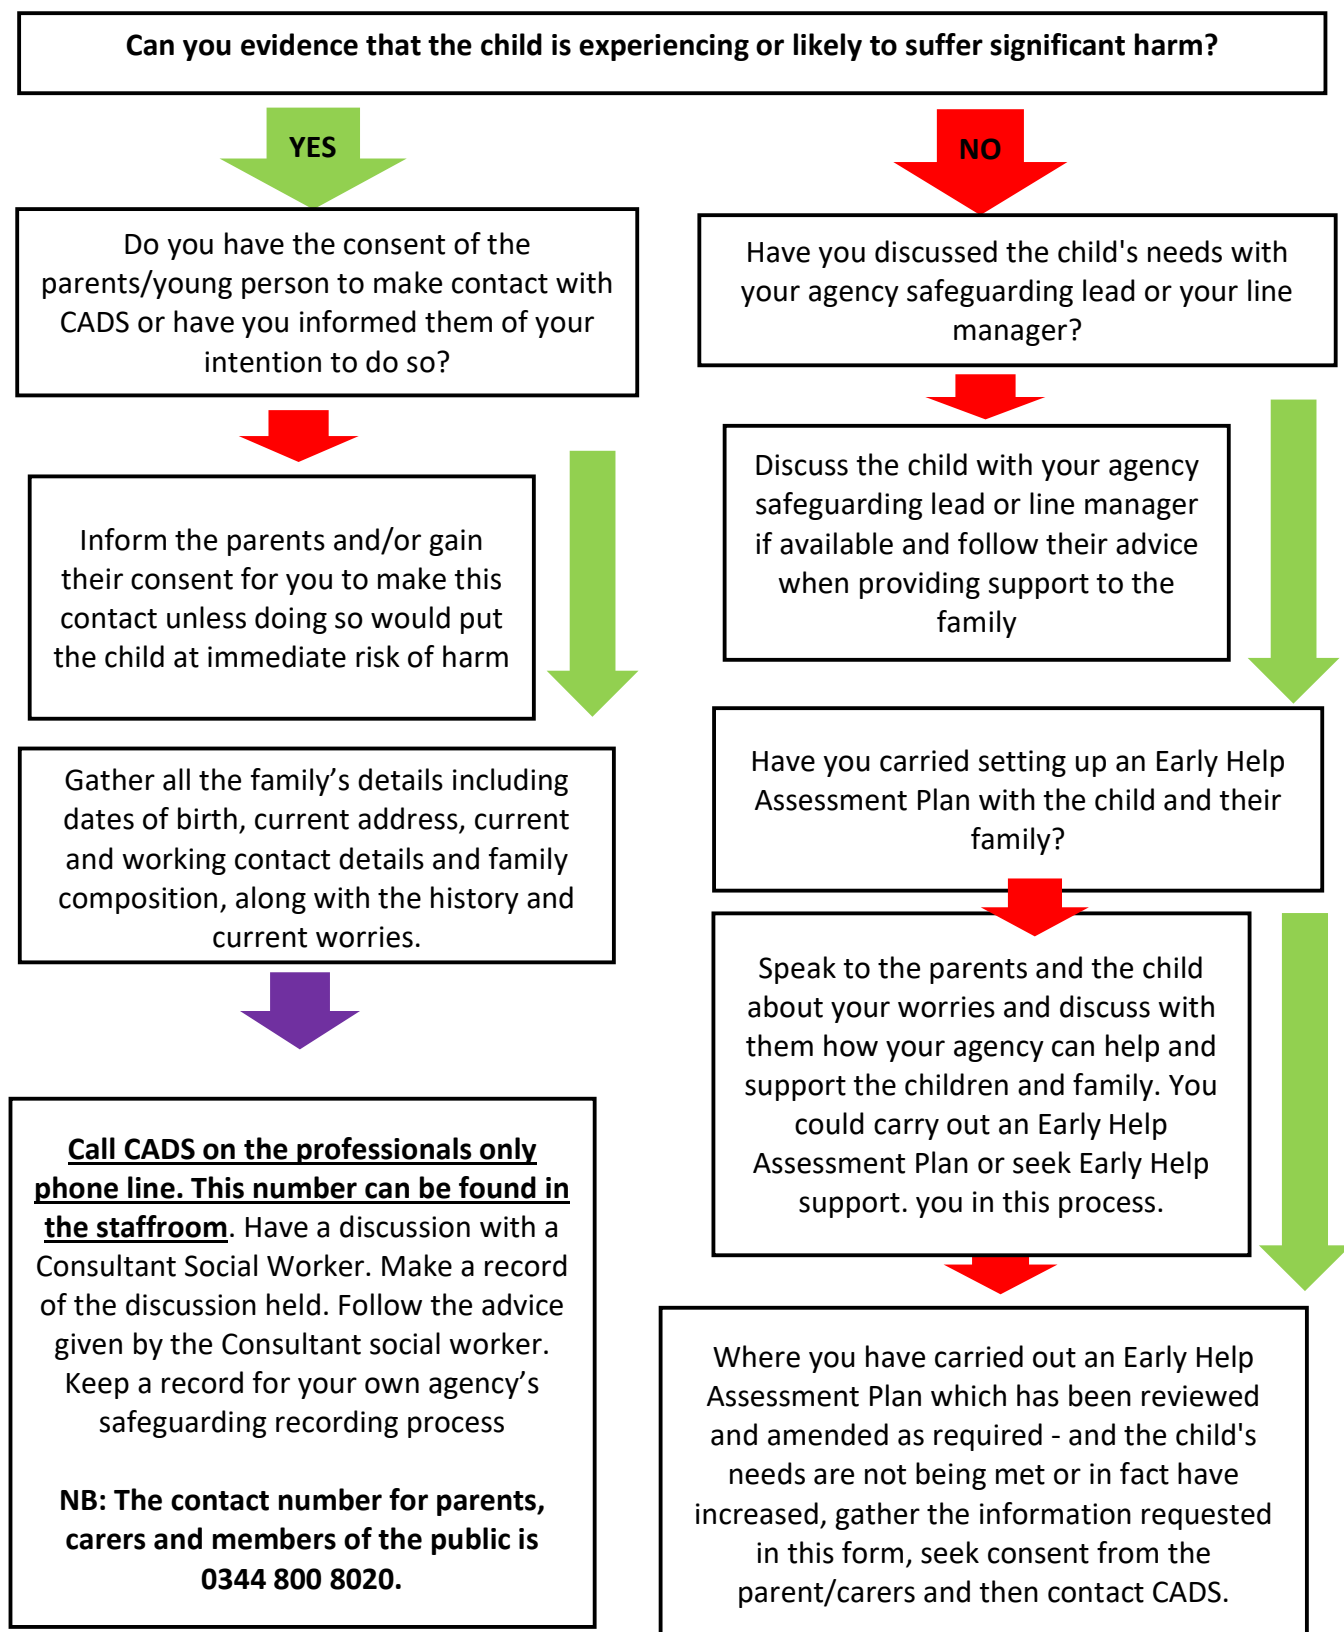 Can you evidence that the child is experiencing or likely to suffer significant harm?
YES
NO
Do you have the consent of the
parents/young person to make contact with
CADS or have you informed them of your
intention to do so?
Inform the parents and/or gain
their consent for you to make this
contact unless doing so would put
the child at immediate risk of harm
Gather all the family’s details including
dates of birth, current address, current
and working contact details and family
composition, along with the history and
current worries.
Call CADS on the professionals only
phone line. This number can be found in
the staffroom. Have a discussion with a
Consultant Social Worker. Make a record
of the discussion held. Follow the advice
given by the Consultant social worker.
Keep a record for your own agency’s
safeguarding recording process
NB: The contact number for parents,
carers and members of the public is
0344 800 8020.
Have you discussed the child's needs with
your agency safeguarding lead or your line
manager?
Discuss the child with your agency
safeguarding lead or line manager
if available and follow their advice
when providing support to the
family
Have you carried setting up an Early Help
Assessment Plan with the child and their
family?
Speak to the parents and the child
about your worries and discuss with
them how your agency can help and
support the children and family. You
could carry out an Early Help
Assessment Plan or seek Early Help
support. you in this process.
Where you have carried out an Early Help
Assessment Plan which has been reviewed
and amended as required - and the child's
needs are not being met or in fact have
increased, gather the information requested
in this form, seek consent from the
parent/carers and then contact CADS.